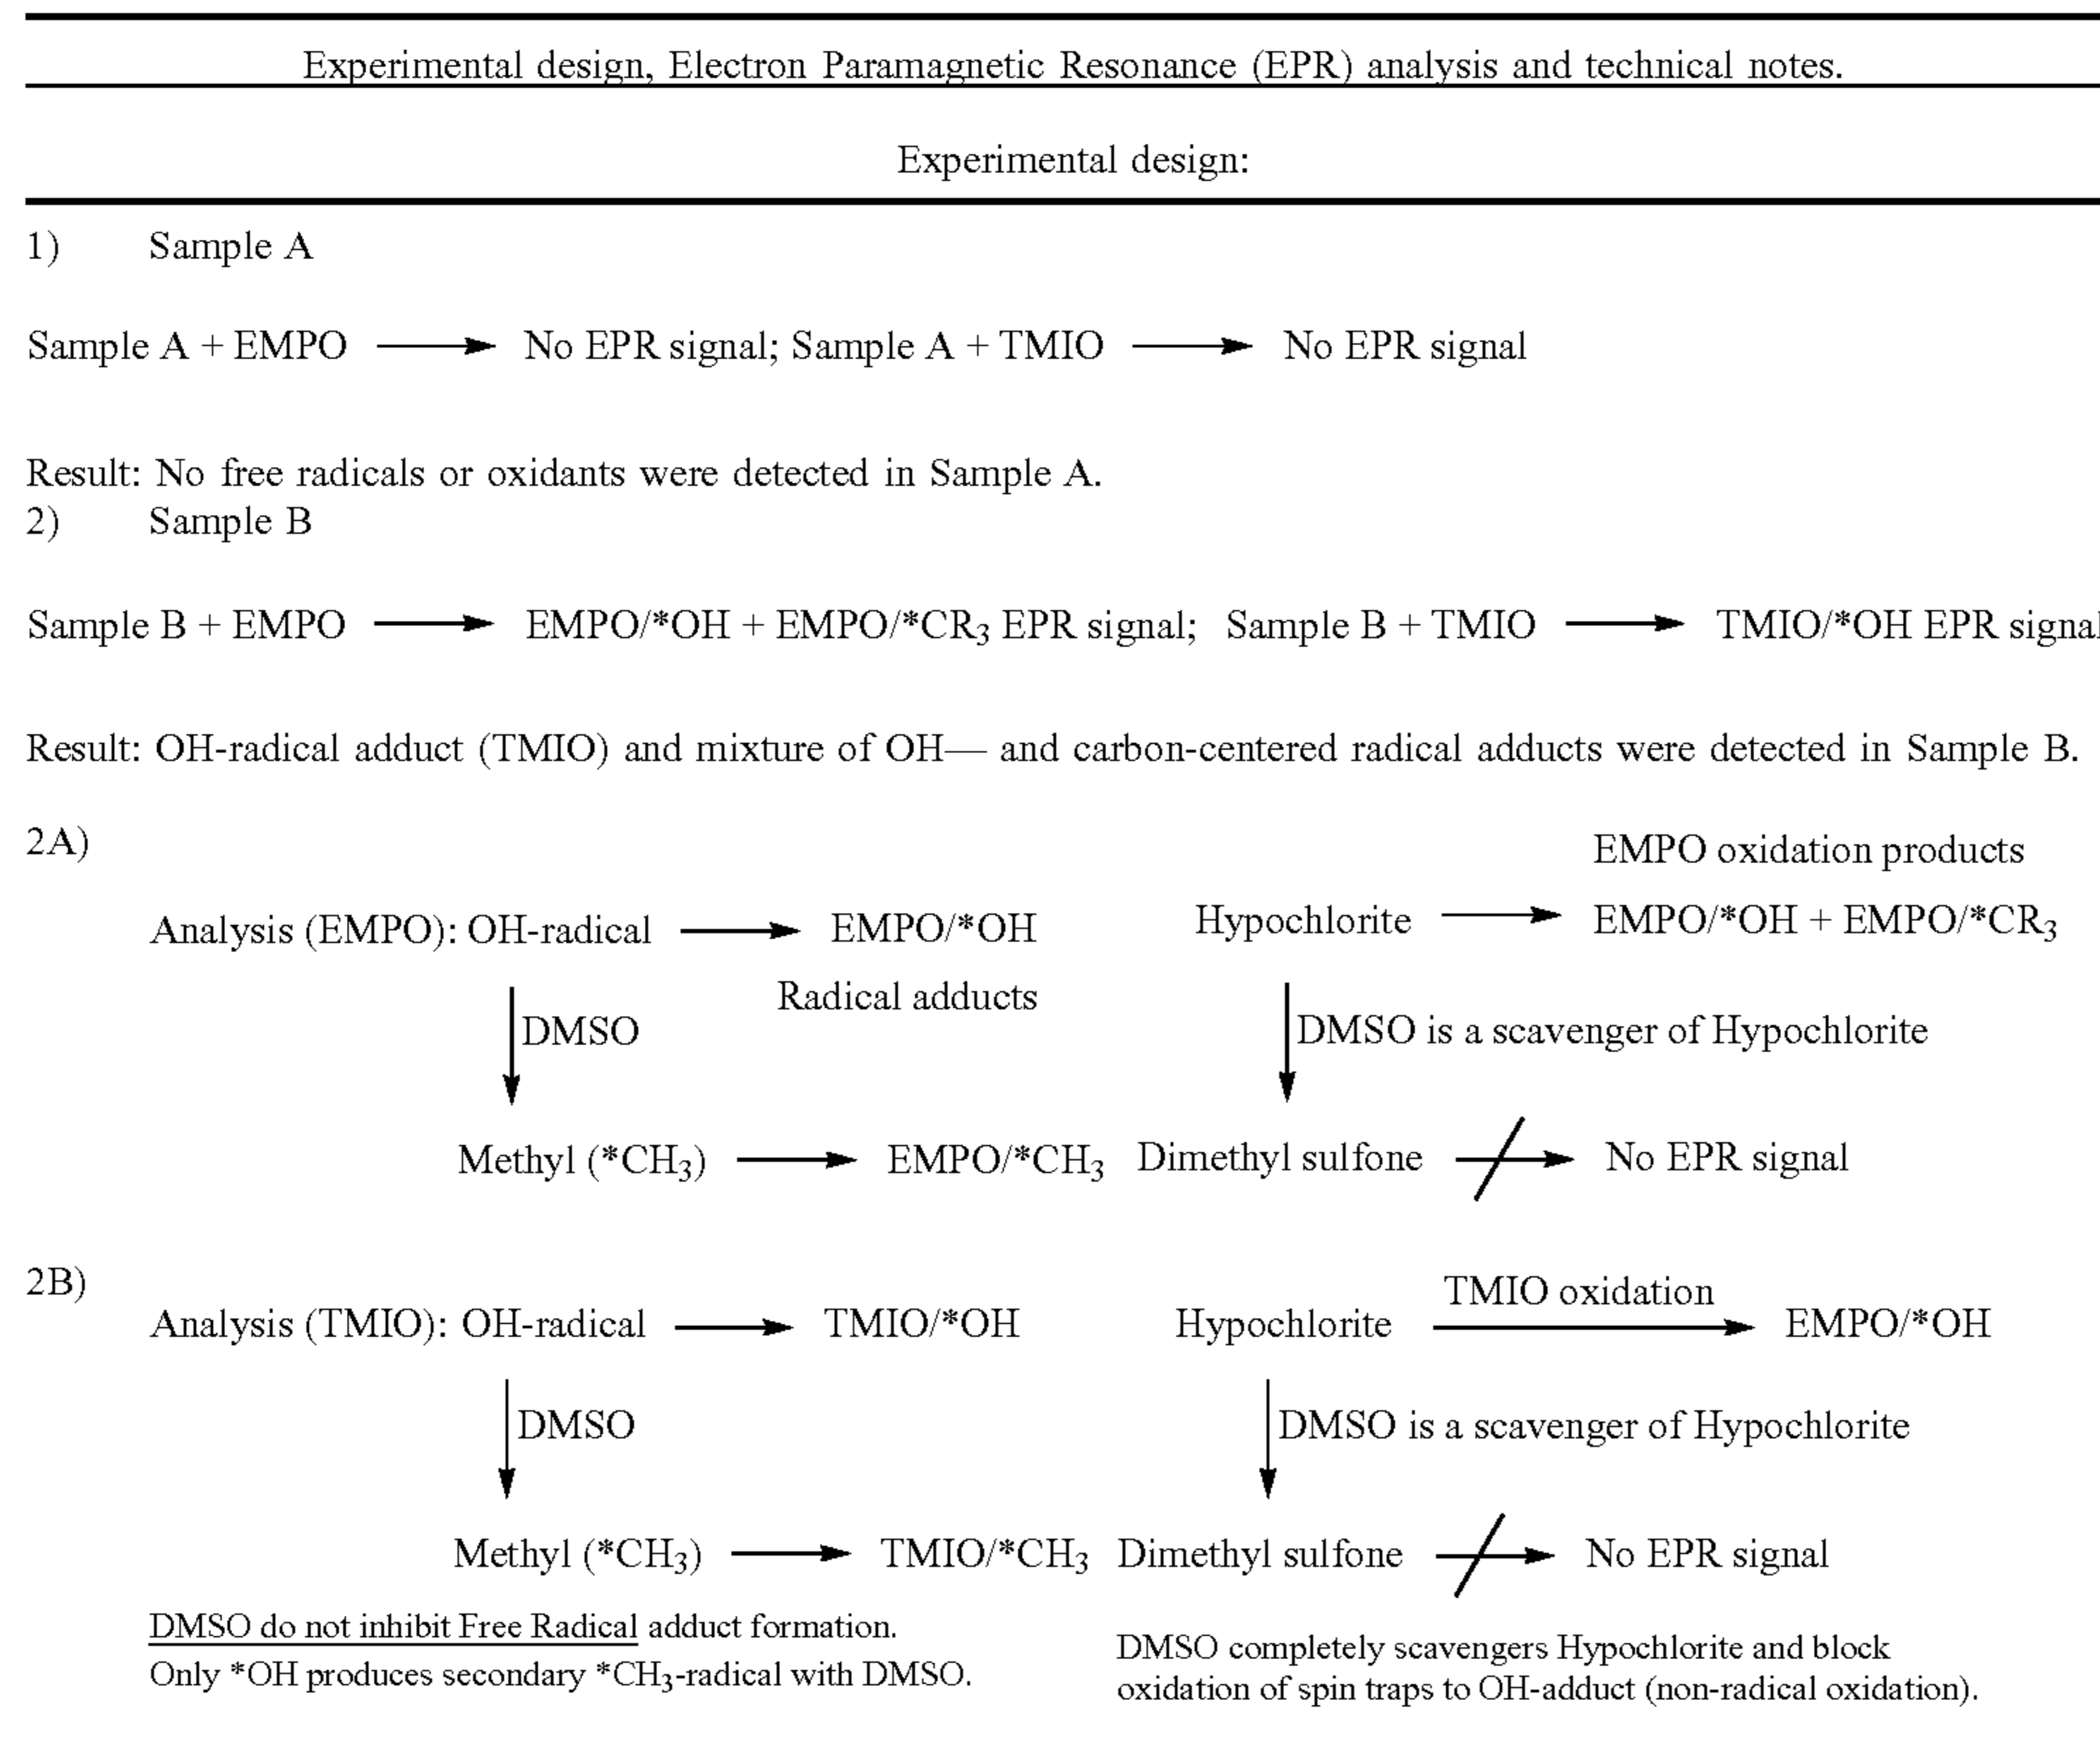 Experimental design, Electron Paramagnetic Resonance (EPR) analysis and technical notes.
Experimental design:
1) Sample A
Sample A + EMPO ⟶ No EPR signal; Sample A + TMIO ⟶ No EPR signal
Result: No free radicals or oxidants were detected in Sample A.
2) Sample B
Sample B + EMPO ⟶ EMPO/*OH + EMPO/*CR₃ EPR signal; Sample B + TMIO ⟶ TMIO/*OH EPR signal
Result: OH-radical adduct (TMIO) and mixture of OH— and carbon-centered radical adducts were detected in Sample B.
2A)
EMPO oxidation products
Analysis (EMPO): OH-radical ⟶ EMPO/*OH Hypochlorite ⟶ EMPO/*OH + EMPO/*CR₃
Radical adducts
DMSO DMSO is a scavenger of Hypochlorite
Methyl (*CH₃) ⟶ EMPO/*CH₃ Dimethyl sulfone No EPR signal
2B)
TMIO oxidation
Analysis (TMIO): OH-radical ⟶ TMIO/*OH Hypochlorite ⟶ EMPO/*OH
DMSO DMSO is a scavenger of Hypochlorite
Methyl (*CH₃) ⟶ TMIO/*CH₃ Dimethyl sulfone No EPR signal
DMSO do not inhibit Free Radical adduct formation.
Only *OH produces secondary *CH₃-radical with DMSO.
DMSO completely scavengers Hypochlorite and block
oxidation of spin traps to OH-adduct (non-radical oxidation).